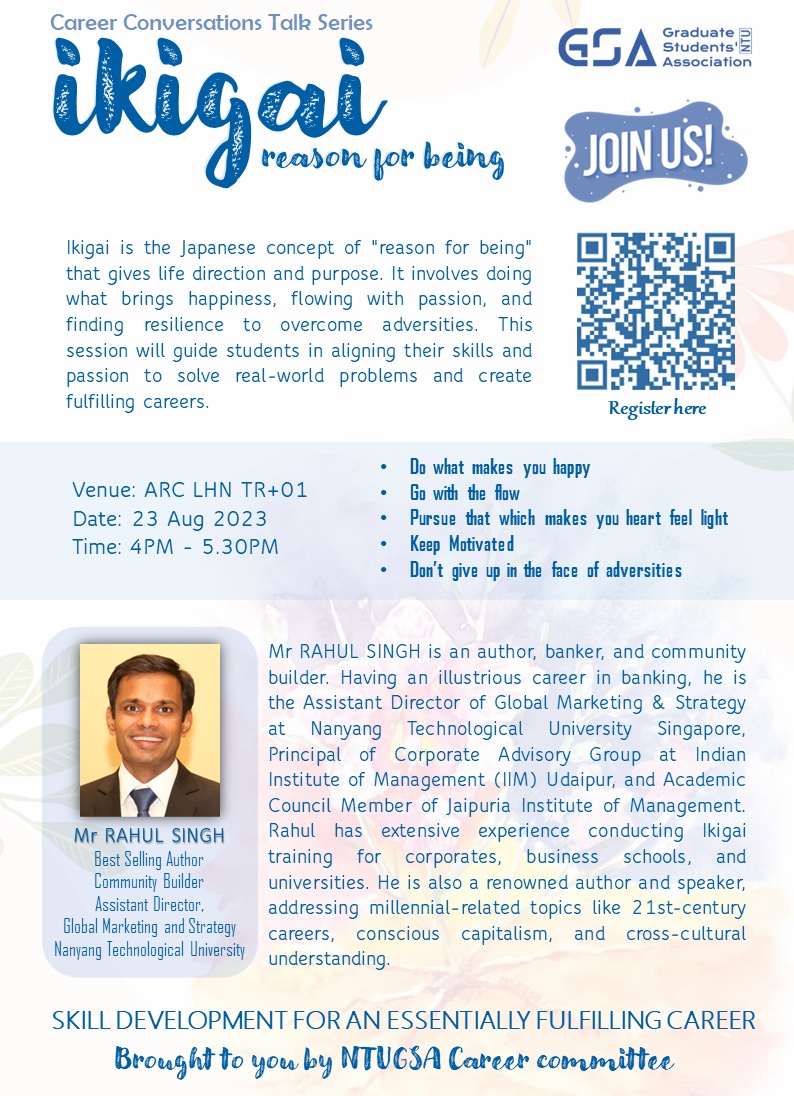 Career Conversations Talk Series
ikigai
reason for being
GSA
Graduate
Students'
Association
NTU
JOIN US!
Ikigai is the Japanese concept of "reason for being"
that gives life direction and purpose. It involves doing
what brings happiness, flowing with passion, and
finding resilience to overcome adversities. This
session will guide students in aligning their skills and
passion to solve real-world problems and create
fulfilling careers.
Register here
Venue: ARC LHN TR+01
Date: 23 Aug 2023
Time: 4PM - 5.30PM
• Do what makes you happy
• Go with the flow
• Pursue that which makes you heart feel light
• Keep Motivated
• Don't give up in the face of adversities
Mr RAHUL SINGH
Best Selling Author
Community Builder
Assistant Director,
Global Marketing and Strategy
Nanyang Technological University
Mr RAHUL SINGH is an author, banker, and community
builder. Having an illustrious career in banking, he is
the Assistant Director of Global Marketing & Strategy
at Nanyang Technological University Singapore,
Principal of Corporate Advisory Group at Indian
Institute of Management (IIM) Udaipur, and Academic
Council Member of Jaipuria Institute of Management.
Rahul has extensive experience conducting Ikigai
training for corporates, business schools, and
universities. He is also a renowned author and speaker,
addressing millennial-related topics like 21st-century
careers, conscious capitalism, and cross-cultural
understanding.
SKILL DEVELOPMENT FOR AN ESSENTIALLY FULFILLING CAREER
Brought to you by NTUGSA Career committee